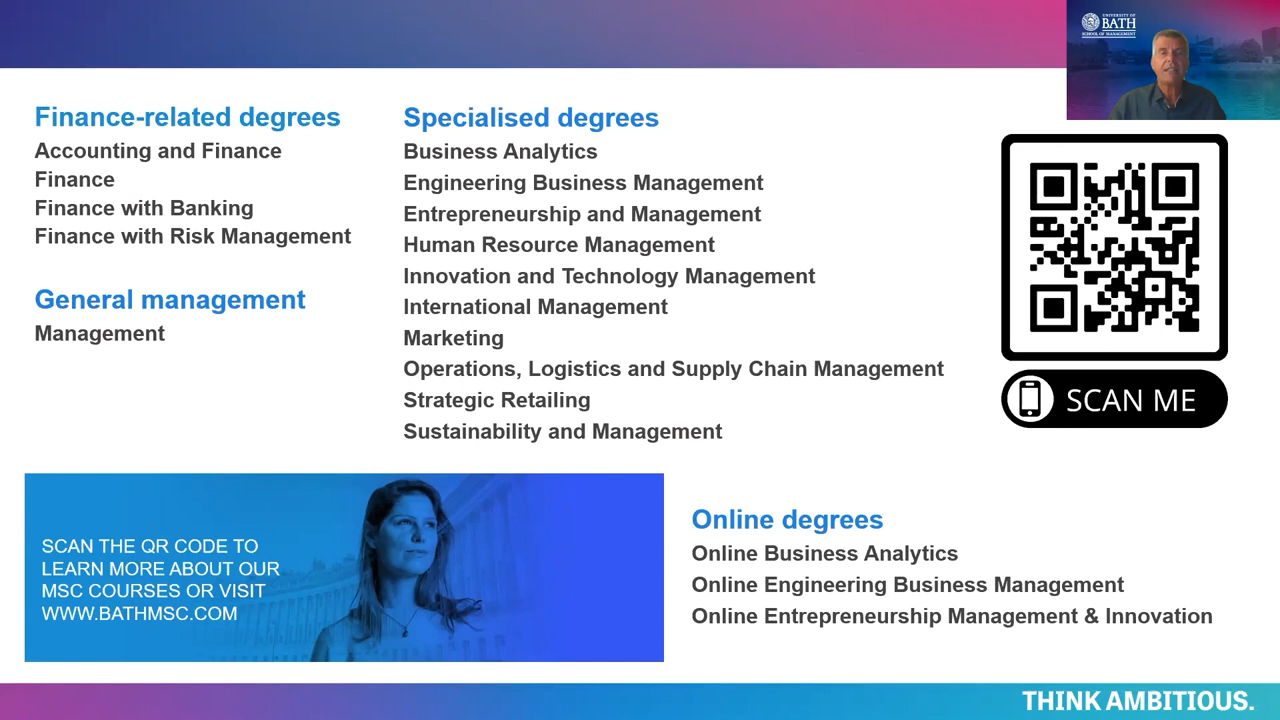 UNIVERSITY OF
BATH
SCHOOL OF MANAGEMENT
Finance-related degrees
Accounting and Finance
Finance
Finance with Banking
Finance with Risk Management
General management
Management
Specialised degrees
Business Analytics
Engineering Business Management
Entrepreneurship and Management
Human Resource Management
Innovation and Technology Management
International Management
Marketing
Operations, Logistics and Supply Chain Management
Strategic Retailing
Sustainability and Management
SCAN ME
SCAN THE QR CODE TO
LEARN MORE ABOUT OUR
MSC COURSES OR VISIT
WWW.BATHMSC.COM
Online degrees
Online Business Analytics
Online Engineering Business Management
Online Entrepreneurship Management & Innovation
THINK AMBITIOUS.